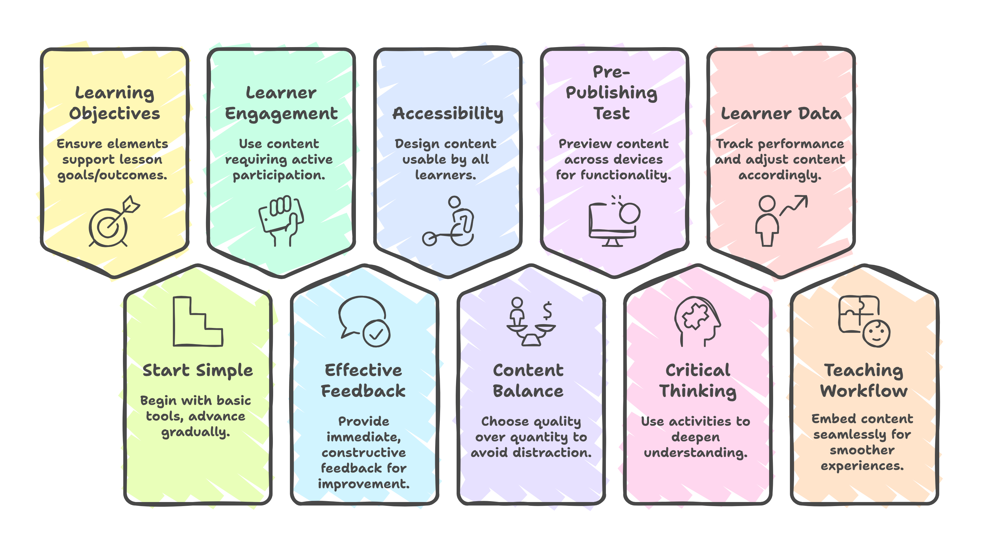 Learning
Objectives
Ensure elements
support lesson
goals/outcomes.
Learner
Engagement
Use content
requiring active
participation.
Accessibility
Design content
usable by all
learners.
Pre-
Publishing
Test
Preview content
across devices
for functionality.
Learner Data
Track performance
and adjust content
accordingly.
Start Simple
Begin with basic
tools, advance
gradually.
Effective
Feedback
Provide
immediate,
constructive
feedback for
improvement.
$
Content
Balance
Choose quality
over quantity to
avoid distraction.
Critical
Thinking
Use activities to
deepen
understanding.
Teaching
Workflow
Embed content
seamlessly for
smoother
experiences.